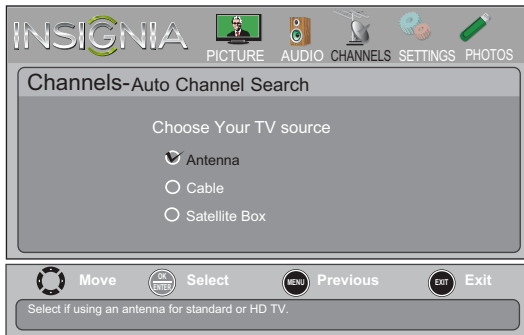 INSIGNIA
PICTURE AUDIO CHANNELS SETTINGS PHOTOS
Channels-Auto Channel Search
Choose Your TV source
Antenna
Cable
Satellite Box
Move OK ENTER Select MENU Previous EXIT Exit
Select if using an antenna for standard or HD TV.